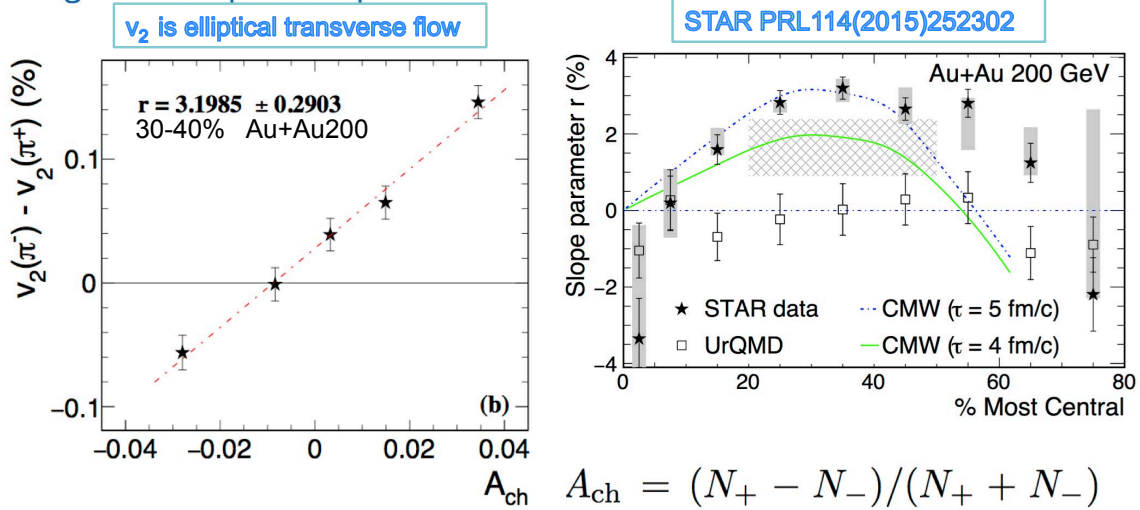 v₂ is elliptical transverse flow
STAR PRL114(2015)252302
v₂(π⁻) - v₂(π⁺) (%)
r = 3.1985 ± 0.2903
30-40% Au+Au200
0.1
0
−0.1
(b)
−0.04 −0.02 0 0.02 0.04
A_ch
Slope parameter r (%)
Au+Au 200 GeV
4
2
0
−2
−4
STAR data
UrQMD
CMW (τ = 5 fm/c)
CMW (τ = 4 fm/c)
0 20 40 60 80
% Most Central
A_ch = (N₊ − N₋)/(N₊ + N₋)